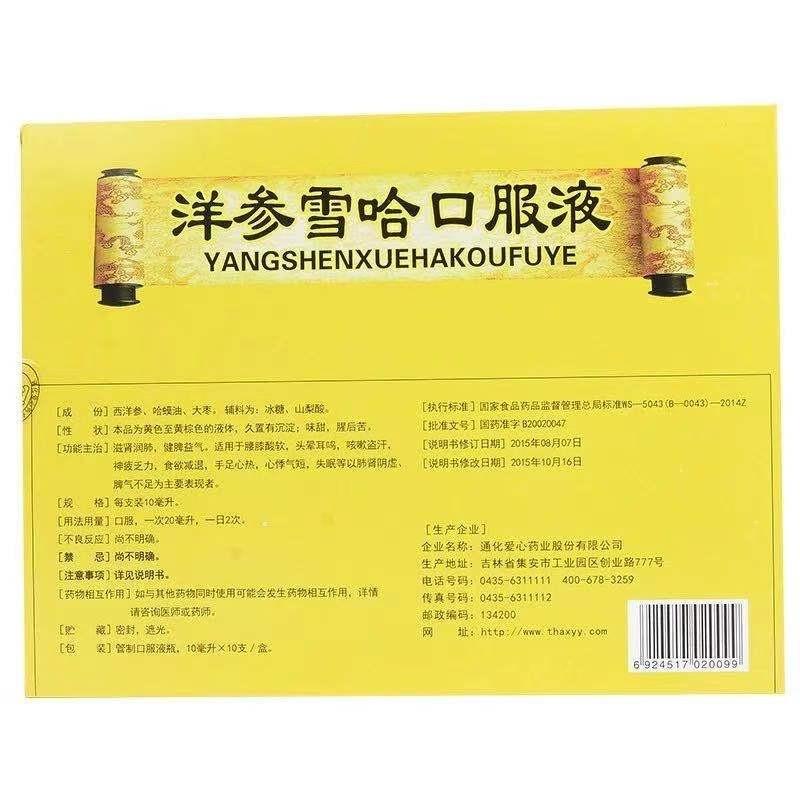 洋参雪哈口服液
YANGSHENXUEHAKOUFUYE
[成　份] 西洋参、哈蟆油、大枣。辅料为：冰糖、山梨酸。
[性　状] 本品为黄色至黄棕色的液体，久置有沉淀；味甜，腥后苦。
[功能主治] 滋肾润肺，健脾益气。适用于腰膝酸软，头晕耳鸣，咳嗽盗汗，
神疲乏力，食欲减退，手足心热，心悸气短，失眠等以肺肾阴虚、
脾气不足为主要表现者。
[规　格] 每支装10毫升。
[用法用量] 口服，一次20毫升，一日2次。
[不良反应] 尚不明确。
[禁　忌] 尚不明确。
[注意事项] 详见说明书。
[药物相互作用] 如与其他药物同时使用可能会发生药物相互作用，详情
请咨询医师或药师。
[贮　藏] 密封，遮光。
[包　装] 管制口服液瓶，10毫升×10支／盒。
[执行标准] 国家食品药品监督管理总局标准WS—5043(B—0043)—2014Z
[批准文号] 国药准字B20020047
[说明书修订日期] 2015年08月07日
[说明书修改日期] 2015年10月16日
[生产企业]
企业名称：通化爱心药业股份有限公司
生产地址：吉林省集安市工业园区创业路777号
电话号码：0435-6311111 400-678-3259
传真号码：0435-6311112
邮政编码：134200
网　址：http://www.thaxyy.com
6 924517 020099